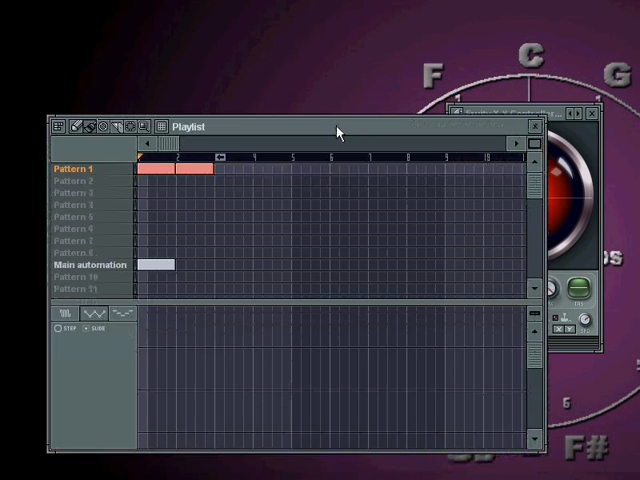 C
F
G
Playlist
2
4
5
6
7
8
9
10
Pattern 1
Pattern 2
Pattern 3
Pattern 4
Pattern 5
Pattern 6
Pattern 7
Pattern 8
Main automation
Pattern 10
Pattern 11
STEP
SLIDE
X Y
6
F#